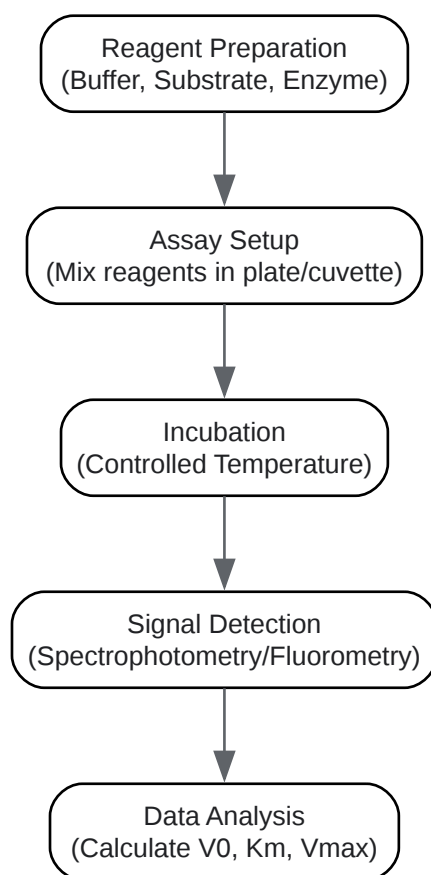 Reagent Preparation
(Buffer, Substrate, Enzyme)
Assay Setup
(Mix reagents in plate/cuvette)
Incubation
(Controlled Temperature)
Signal Detection
(Spectrophotometry/Fluorometry)
Data Analysis
(Calculate V0, Km, Vmax)